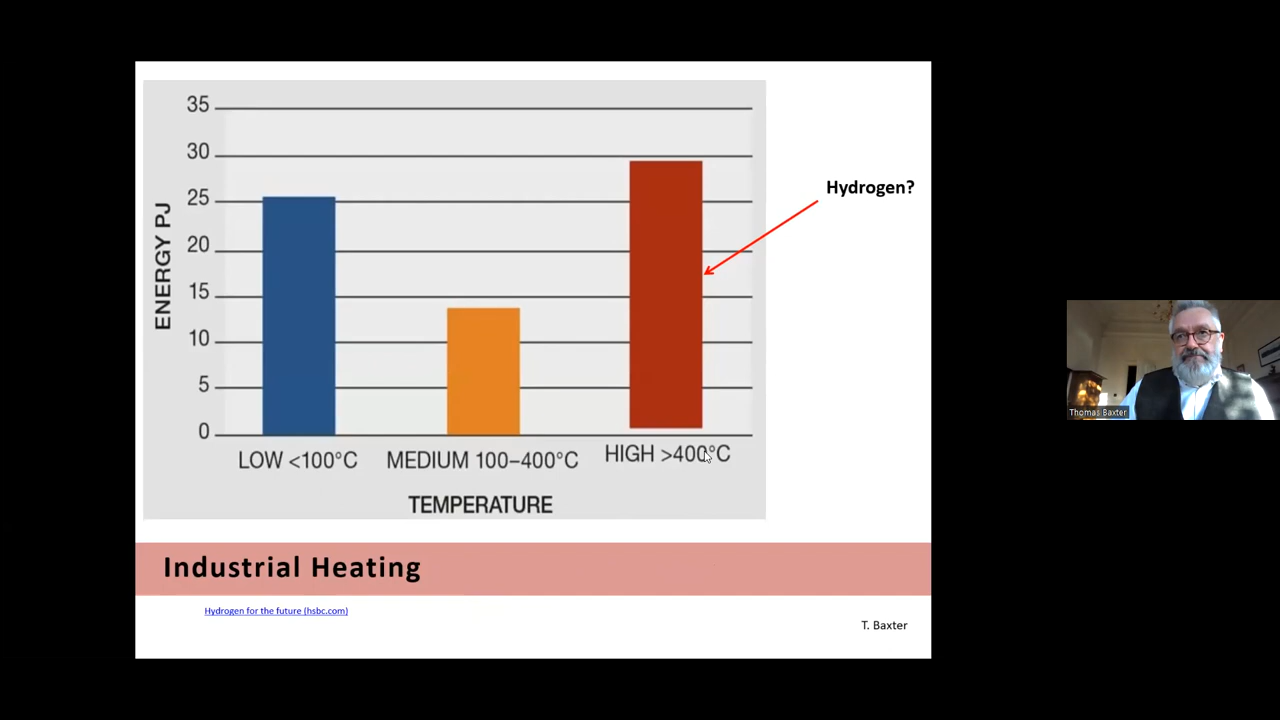 35
30
25
20
15
10
5
0
ENERGY PJ
LOW <100°C
MEDIUM 100–400°C
HIGH >400°C
TEMPERATURE
Hydrogen?
Industrial Heating
Hydrogen for the future (hsbc.com)
T. Baxter
Thomas Baxter